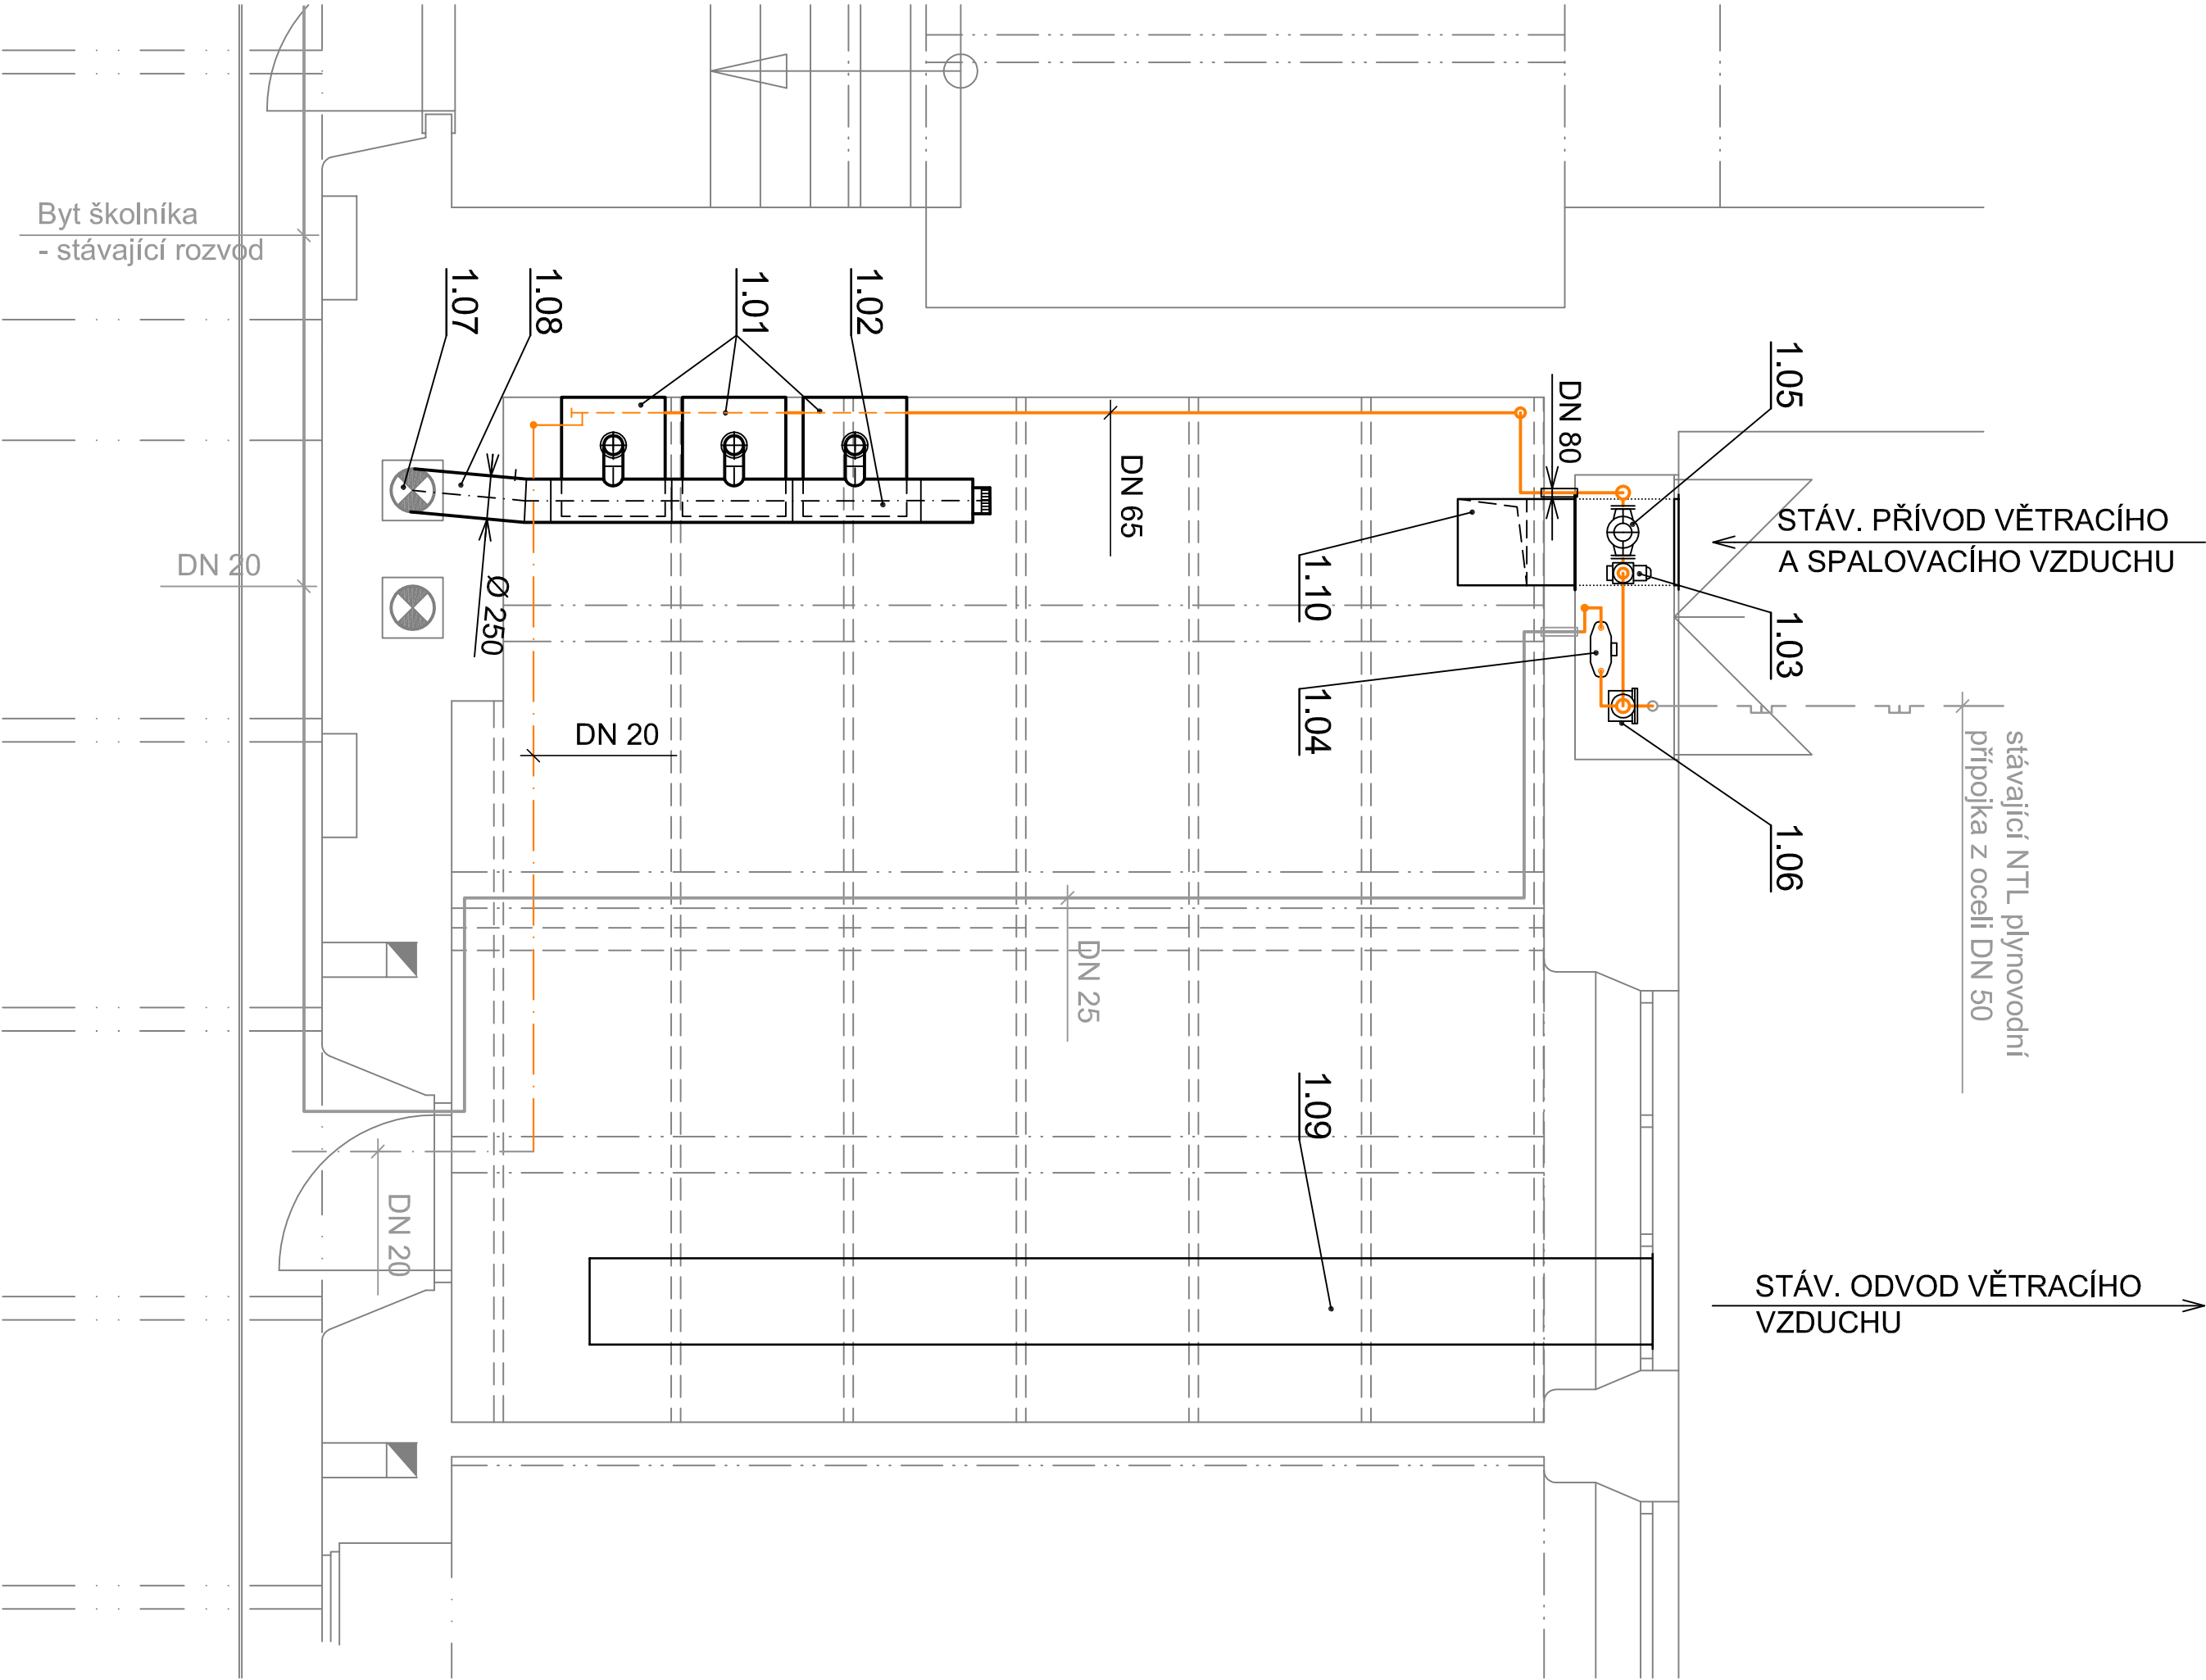 Byt školníka
- stávající rozvod
1.07
1.08
1.01
1.02
1.05
DN 80
DN 65
STÁV. PŘÍVOD VĚTRACÍHO
A SPALOVACÍHO VZDUCHU
DN 20
Ø 250
1.10
1.03
1.04
DN 20
stávající NTL plynovodní
přípojka z oceli DN 50
1.06
DN 25
1.09
DN 20
STÁV. ODVOD VĚTRACÍHO
VZDUCHU